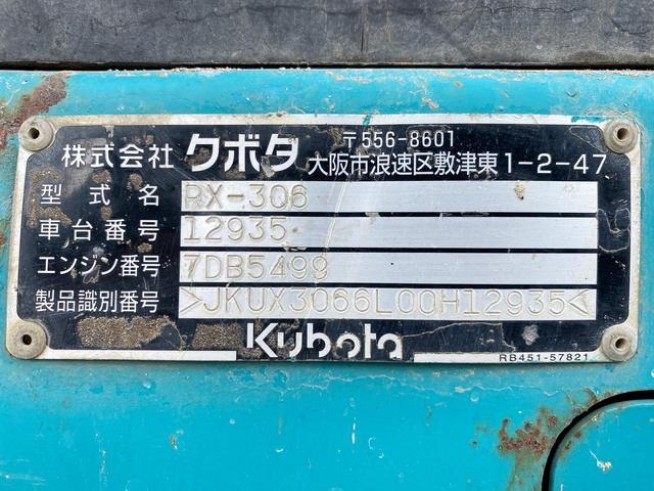 株式会社 クボタ 〒556-8601
大阪市浪速区敷津東1-2-47
型式名 RX-306
車台番号 12935
エンジン番号 7DB5499
製品識別番号 >JKUX3066L00H12935<
Kubota
RB451-57821